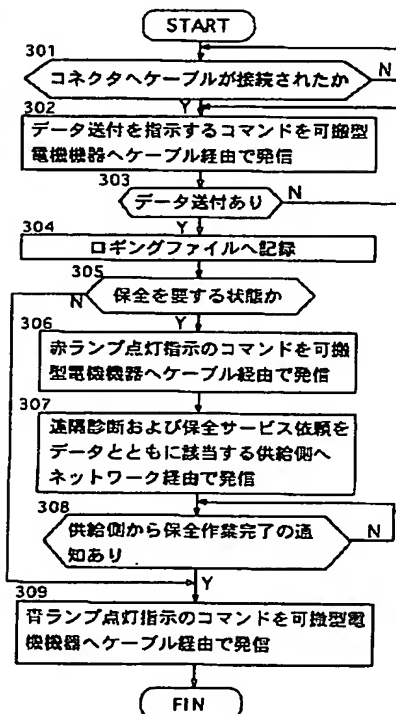 START
301
コネクタへケーブルが接続されたか
N
Y
302
データ送付を指示するコマンドを可搬型
電機機器へケーブル経由で発信
303
データ送付あり
N
Y
304
ロギングファイルへ記録
305
保全を要する状態か
N
Y
306
赤ランプ点灯指示のコマンドを可搬
型電機機器へケーブル経由で発信
307
遠隔診断および保全サービス依頼を
データとともに該当する供給側へ
ネットワーク経由で発信
308
供給側から保全作業完了の通
知あり
N
Y
309
青ランプ点灯指示のコマンドを可搬型電
機機器へケーブル経由で発信
FIN